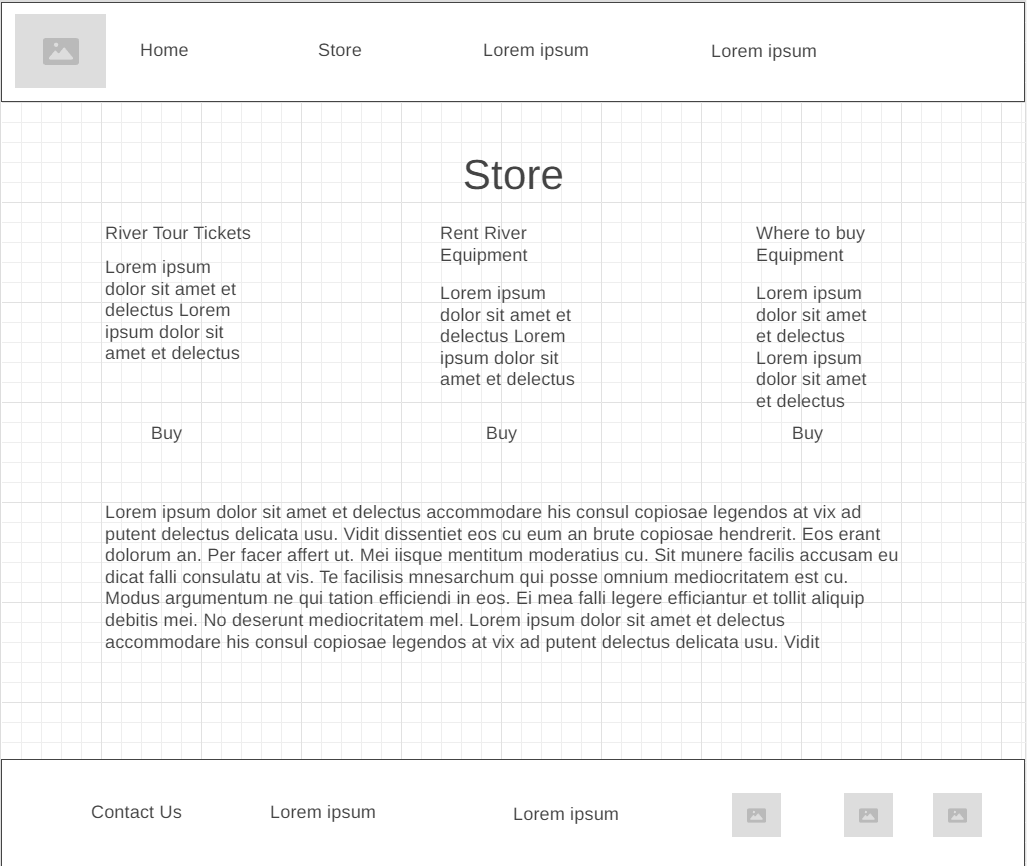 Home
Store
Lorem ipsum
Lorem ipsum
Store
River Tour Tickets
Lorem ipsum
dolor sit amet et
delectus Lorem
ipsum dolor sit
amet et delectus
Buy
Rent River
Equipment
Lorem ipsum
dolor sit amet et
delectus Lorem
ipsum dolor sit
amet et delectus
Buy
Where to buy
Equipment
Lorem ipsum
dolor sit amet
et delectus
Lorem ipsum
dolor sit amet
et delectus
Buy
Lorem ipsum dolor sit amet et delectus accommodare his consul copiosae legendos at vix ad
putent delectus delicata usu. Vidit dissentiet eos cu eum an brute copiosae hendrerit. Eos erant
dolorum an. Per facer affert ut. Mei iisque mentitum moderatius cu. Sit munere facilis accusam eu
dicat falli consulatu at vis. Te facilisis mnesarchum qui posse omnium mediocritatem est cu.
Modus argumentum ne qui tation efficiendi in eos. Ei mea falli legere efficiantur et tollit aliquip
debitis mei. No deserunt mediocritatem mel. Lorem ipsum dolor sit amet et delectus
accommodare his consul copiosae legendos at vix ad putent delectus delicata usu. Vidit
Contact Us
Lorem ipsum
Lorem ipsum